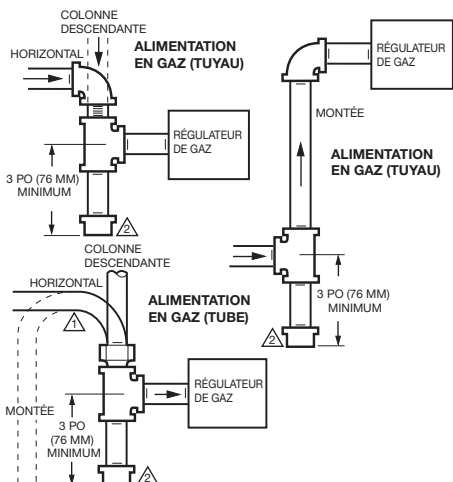 COLONNE
DESCENDANTE
HORIZONTAL
ALIMENTATION
EN GAZ (TUYAU)
RÉGULATEUR
DE GAZ
3 PO (76 MM)
MINIMUM
2
RÉGULATEUR
DE GAZ
MONTÉE
ALIMENTATION
EN GAZ (TUYAU)
3 PO (76 MM)
MINIMUM
2
COLONNE
DESCENDANTE
HORIZONTAL
ALIMENTATION
EN GAZ (TUBE)
1
RÉGULATEUR
DE GAZ
MONTÉE
3 PO
(76 MM)
MINIMUM
2